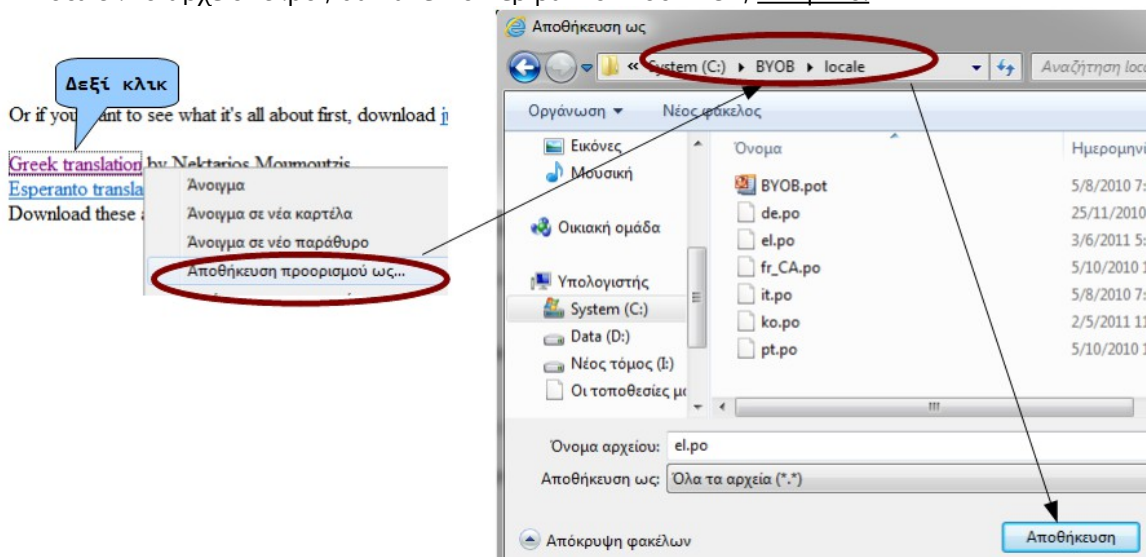 Αποθήκευση ως
« System (C:) ▸ BYOB ▸ locale
Αναζήτηση loca
Δεξί κλικ
Or if you want to see what it's all about first, download
Greek translation by Nektarios Moumoutzis
Esperanto transla
Download these
Άνοιγμα
Άνοιγμα σε νέα καρτέλα
Άνοιγμα σε νέο παράθυρο
Αποθήκευση προορισμού ως...
Οργάνωση Νέος φάκελος
Εικόνες
Μουσική
Οικιακή ομάδα
Υπολογιστής
System (C:)
Data (D:)
Νέος τόμος (I:)
Οι τοποθεσίες μο
Όνομα Ημερομηνί
BYOB.pot 5/8/2010 7:
de.po 25/11/2010
el.po 3/6/2011 5:
fr_CA.po 5/10/2010 1
it.po 5/8/2010 7:
ko.po 2/5/2011 11
pt.po 5/10/2010 1
Όνομα αρχείου: el.po
Αποθήκευση ως: Όλα τα αρχεία (*.*)
Απόκρυψη φακέλων
Αποθήκευση